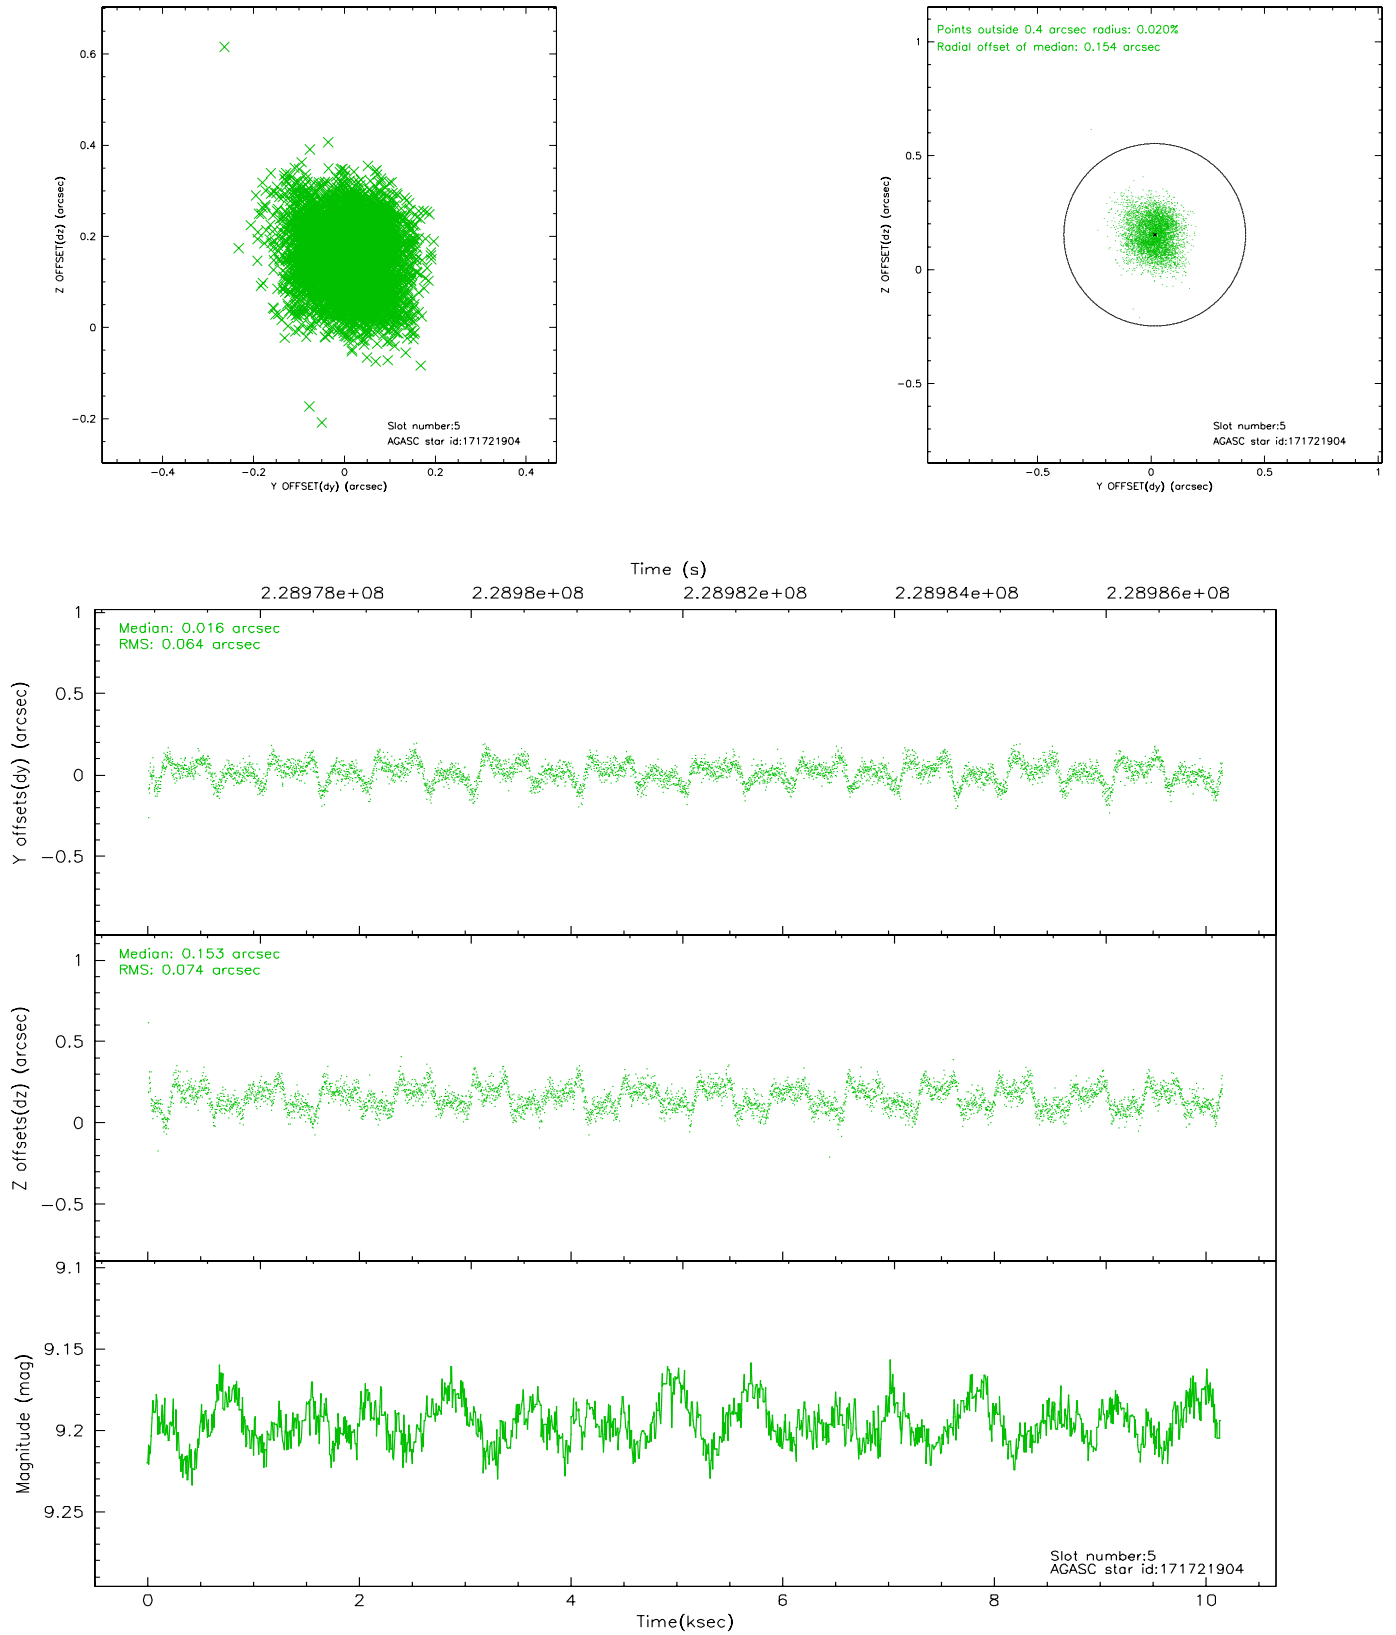 0.6
0.4
0.2
0
−0.2
Z OFFSET(dz) (arcsec)
Slot number:5
AGASC star id:171721904
−0.4 −0.2 0 0.2 0.4
Y OFFSET(dy) (arcsec)
Points outside 0.4 arcsec radius: 0.020%
Radial offset of median: 0.154 arcsec
1
0.5
0
−0.5
Z OFFSET(dz) (arcsec)
Slot number:5
AGASC star id:171721904
−0.5 0 0.5 1
Y OFFSET(dy) (arcsec)
Time (s)
2.28978e+08 2.2898e+08 2.28982e+08 2.28984e+08 2.28986e+08
Median: 0.016 arcsec
RMS: 0.064 arcsec
1
0.5
0
−0.5
Y offsets(dy) (arcsec)
Median: 0.153 arcsec
RMS: 0.074 arcsec
1
0.5
0
−0.5
Z offsets(dz) (arcsec)
9.1
9.15
9.2
9.25
Magnitude (mag)
Slot number:5
AGASC star id:171721904
0 2 4 6 8 10
Time(ksec)